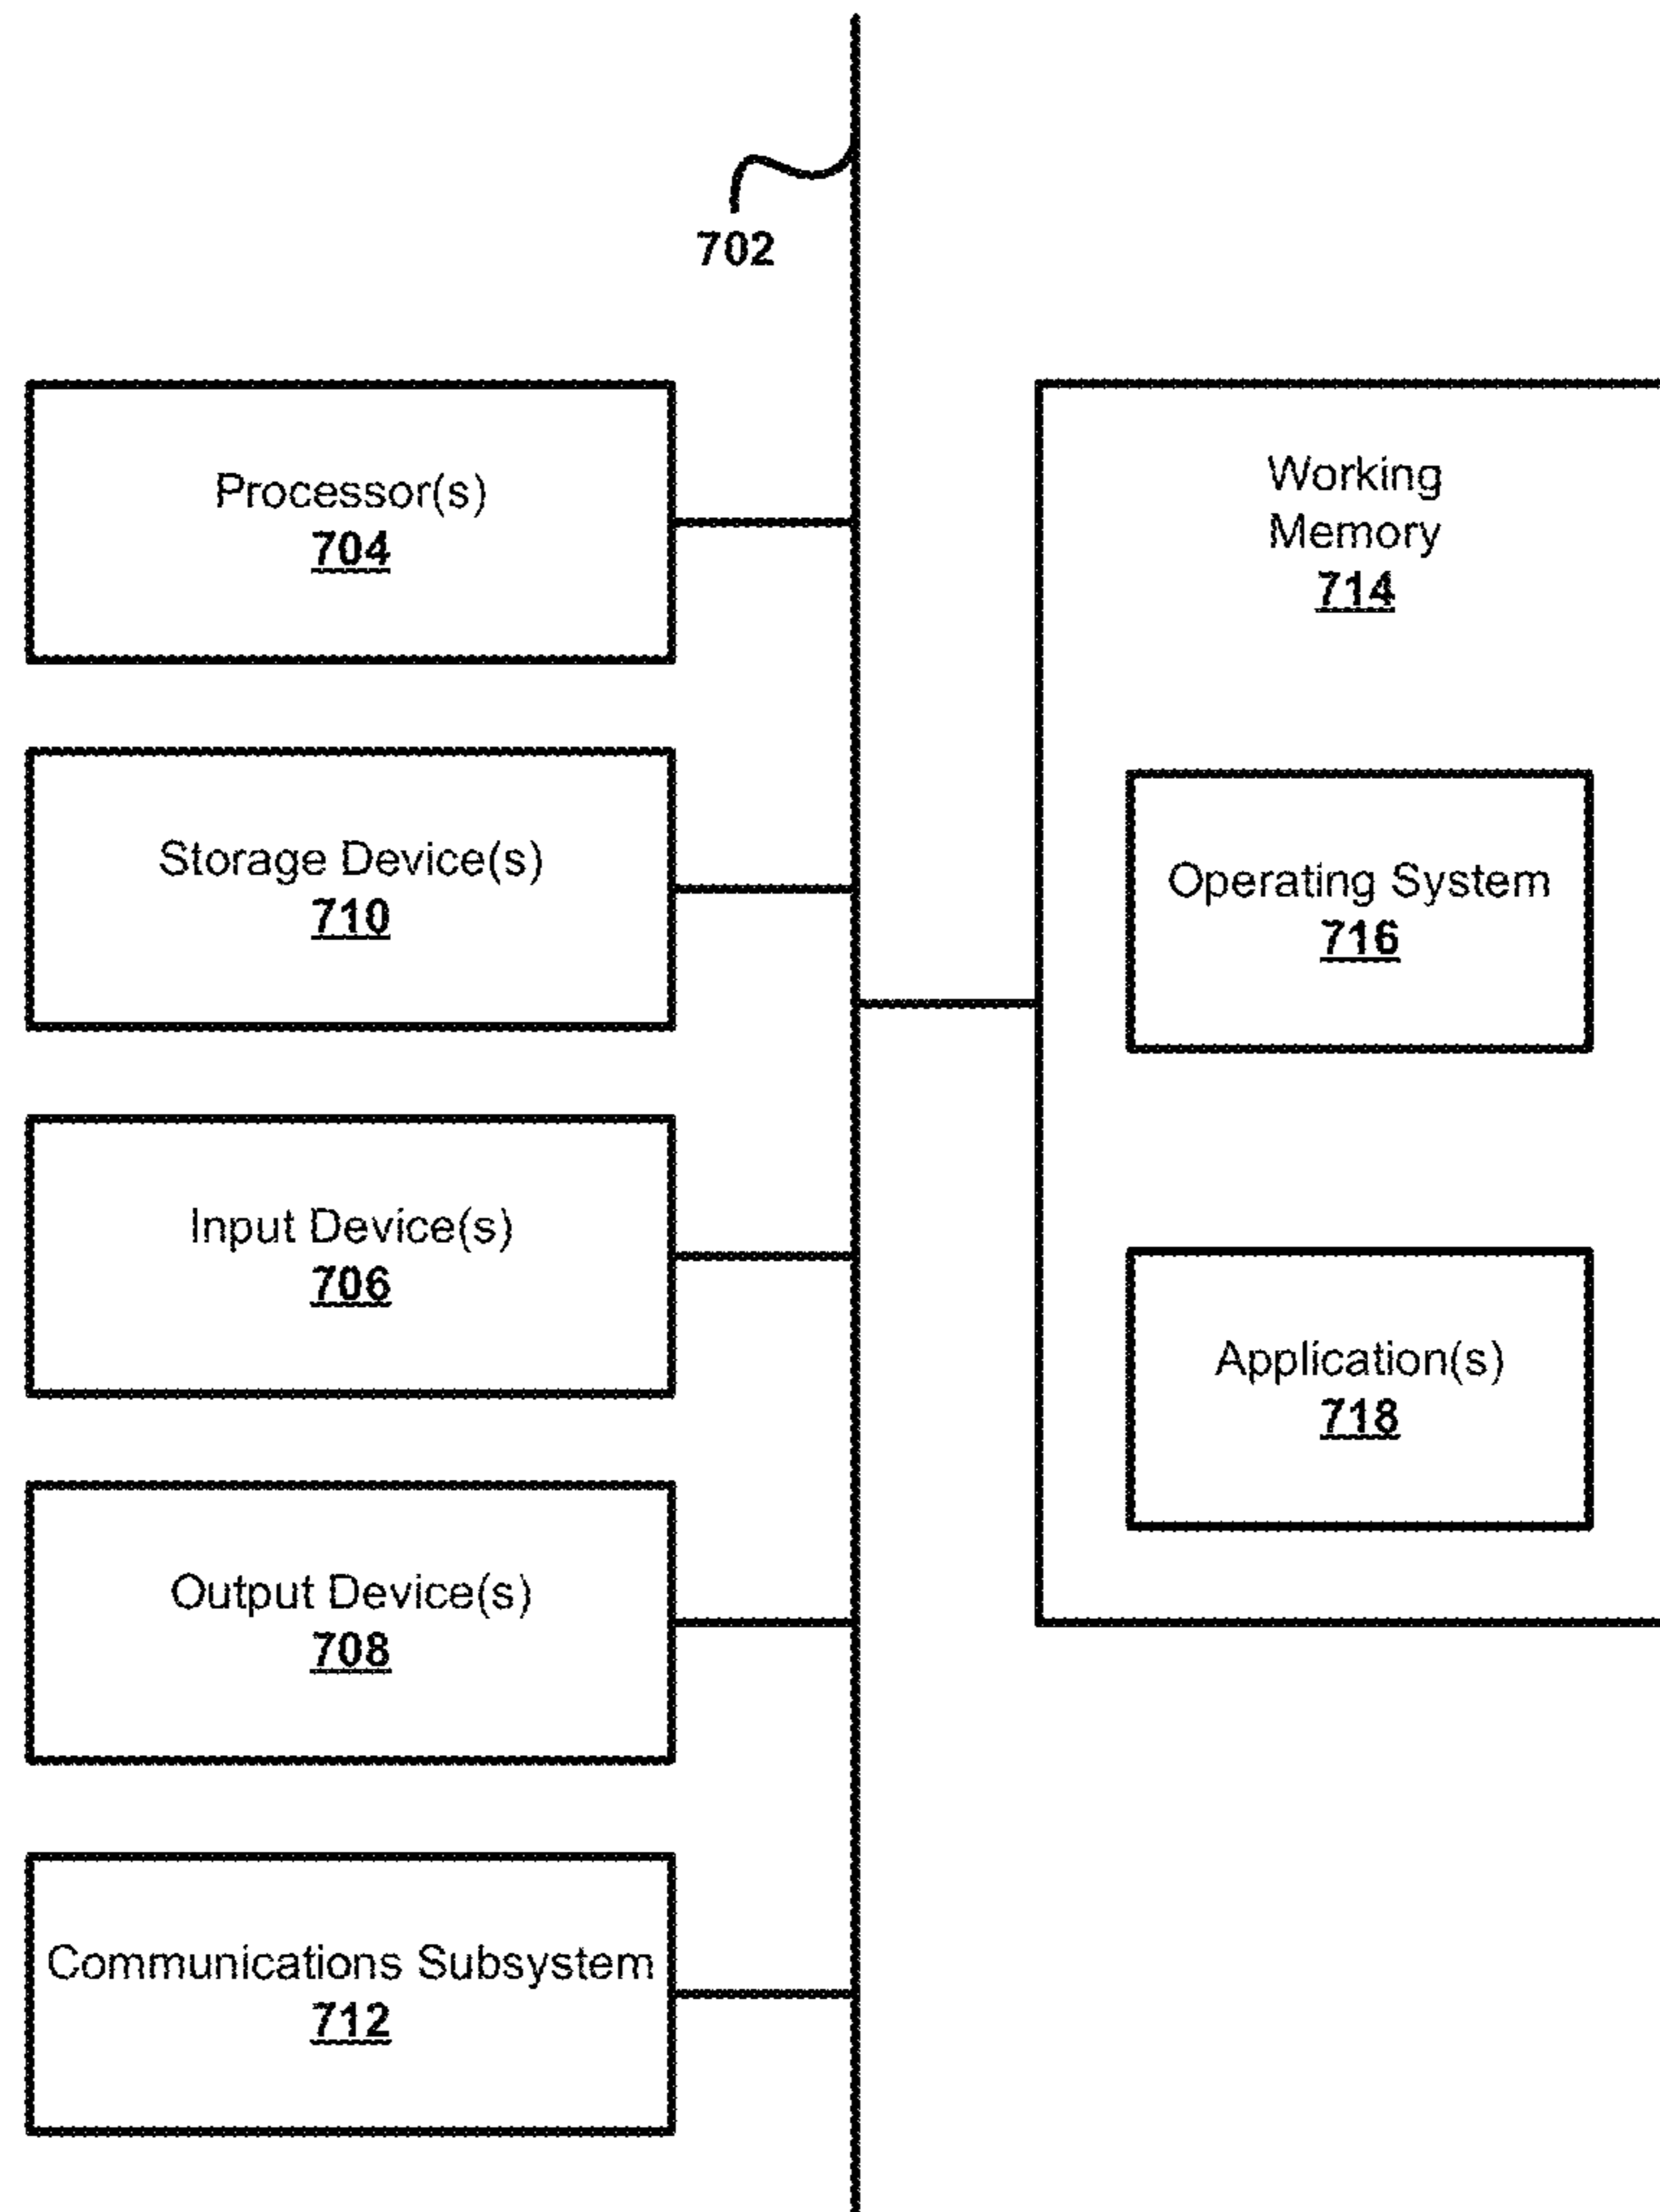 702
Processor(s)
704
Storage Device(s)
710
Input Device(s)
706
Output Device(s)
708
Communications Subsystem
712
Working
Memory
714
Operating System
716
Application(s)
718